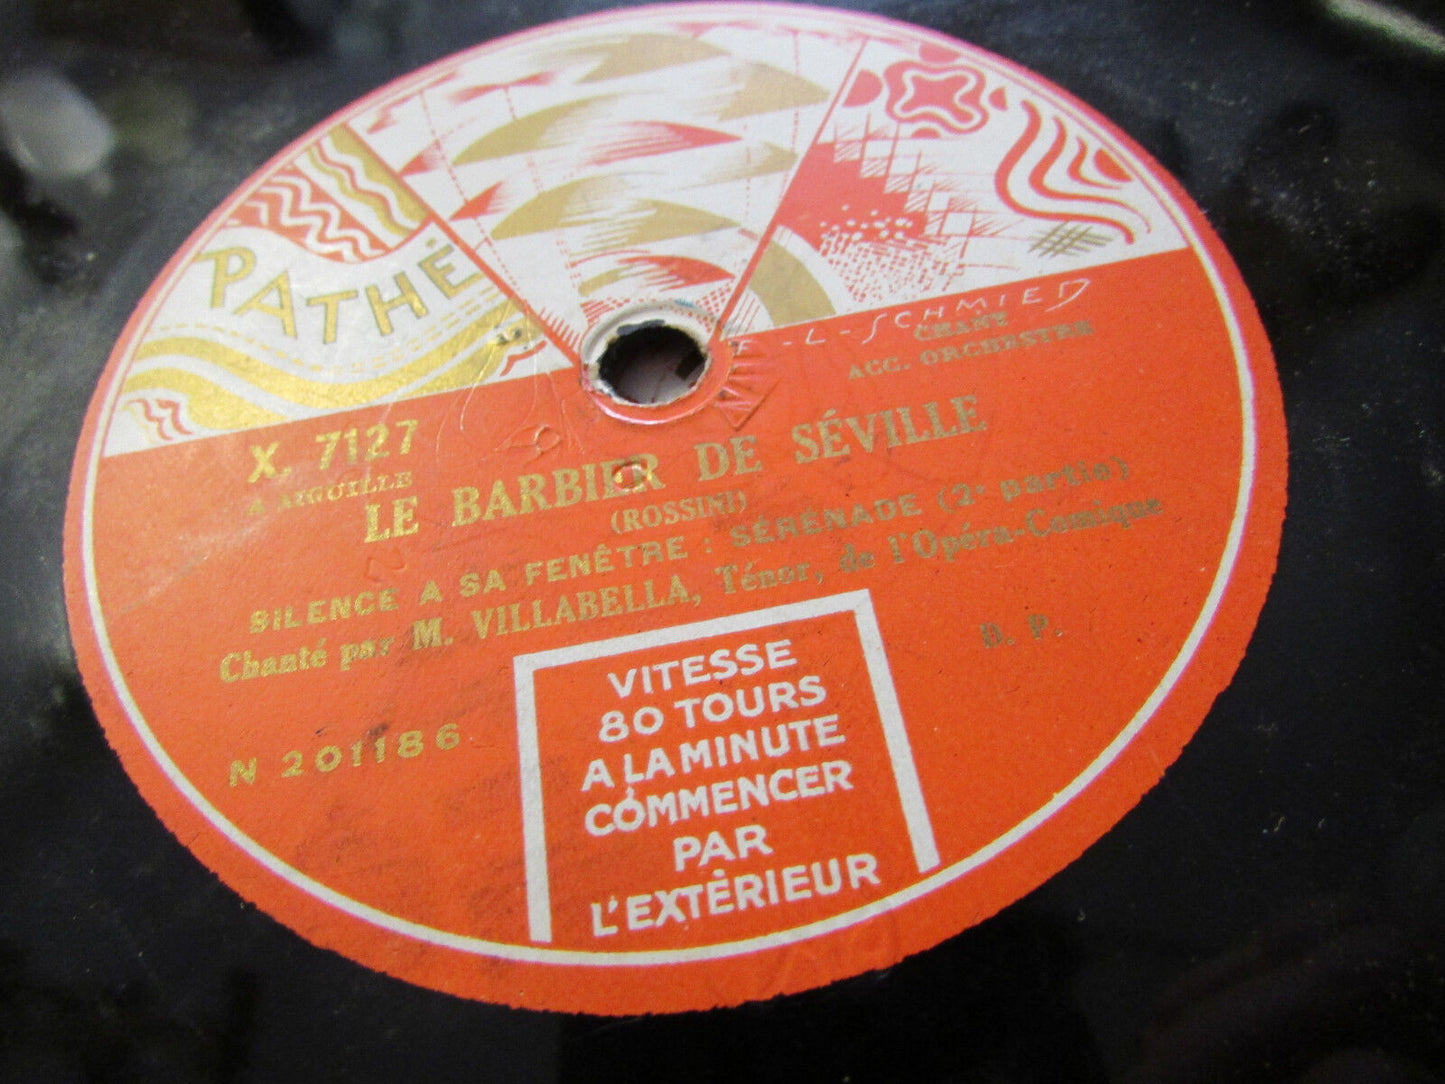 PATHÉ
F-L-SCHMIED
CHANT
ACC. ORCHESTRE
X. 7127
A AIGUILLE
LE BARBIER DE SÉVILLE
(ROSSINI)
SILENCE A SA FENÊTRE : SÉRÉNADE (2e partie)
Chanté par M. VILLABELLA, Ténor, de l'Opéra-Comique
D. P.
N 201186
VITESSE
80 TOURS
A LA MINUTE
COMMENCER
PAR
L'EXTÉRIEUR